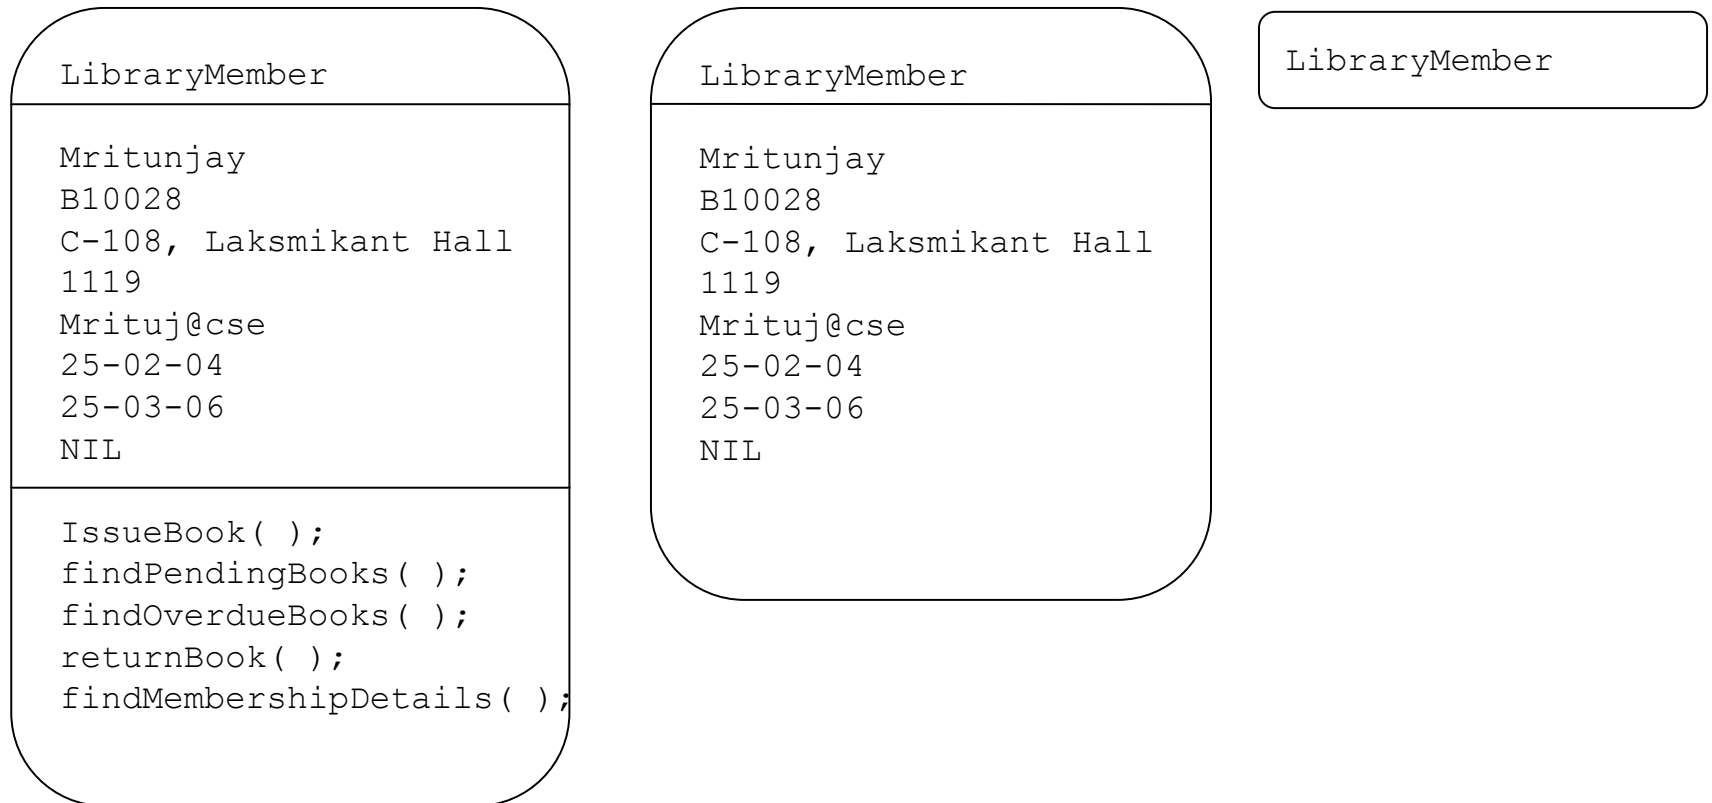 LibraryMember
Mritunjay
B10028
C-108, Laksmikant Hall
1119
Mrituj@cse
25-02-04
25-03-06
NIL
IssueBook( );
findPendingBooks( );
findOverdueBooks( );
returnBook( );
findMembershipDetails( );
LibraryMember
Mritunjay
B10028
C-108, Laksmikant Hall
1119
Mrituj@cse
25-02-04
25-03-06
NIL
LibraryMember